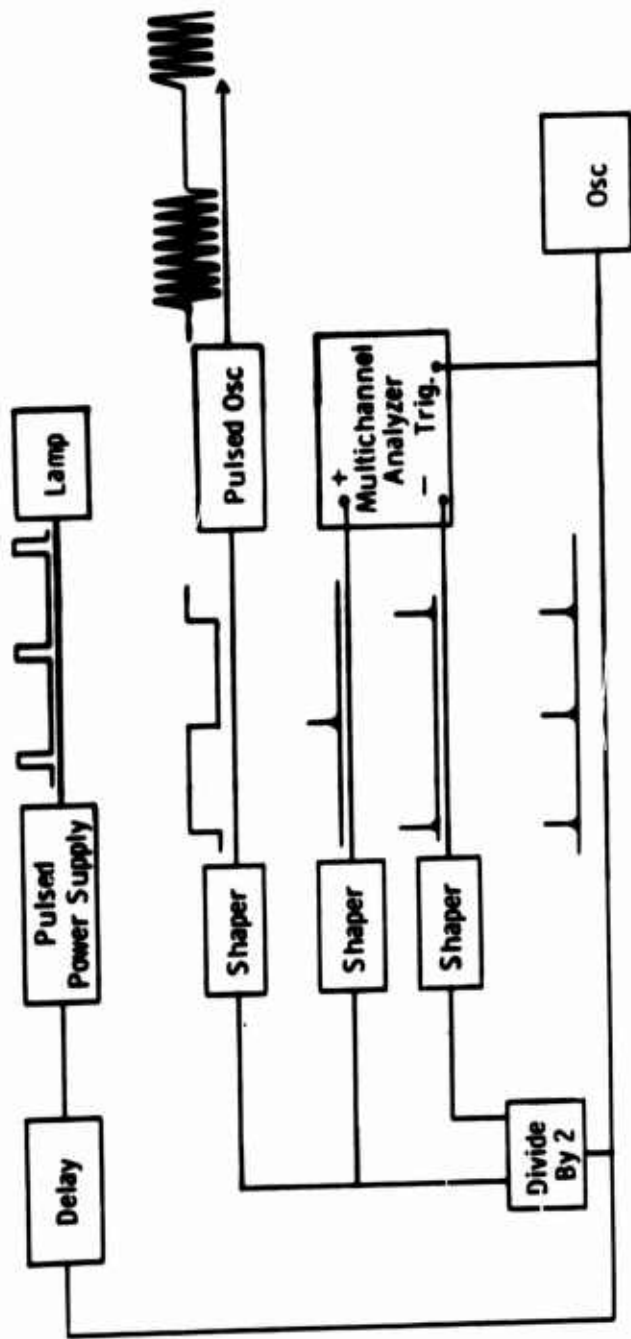 Delay
Pulsed
Power Supply
Lamp
Shaper
Pulsed Osc
Shaper
+
Multichannel
Analyzer
– Trig.
Shaper
Divide
By 2
Osc